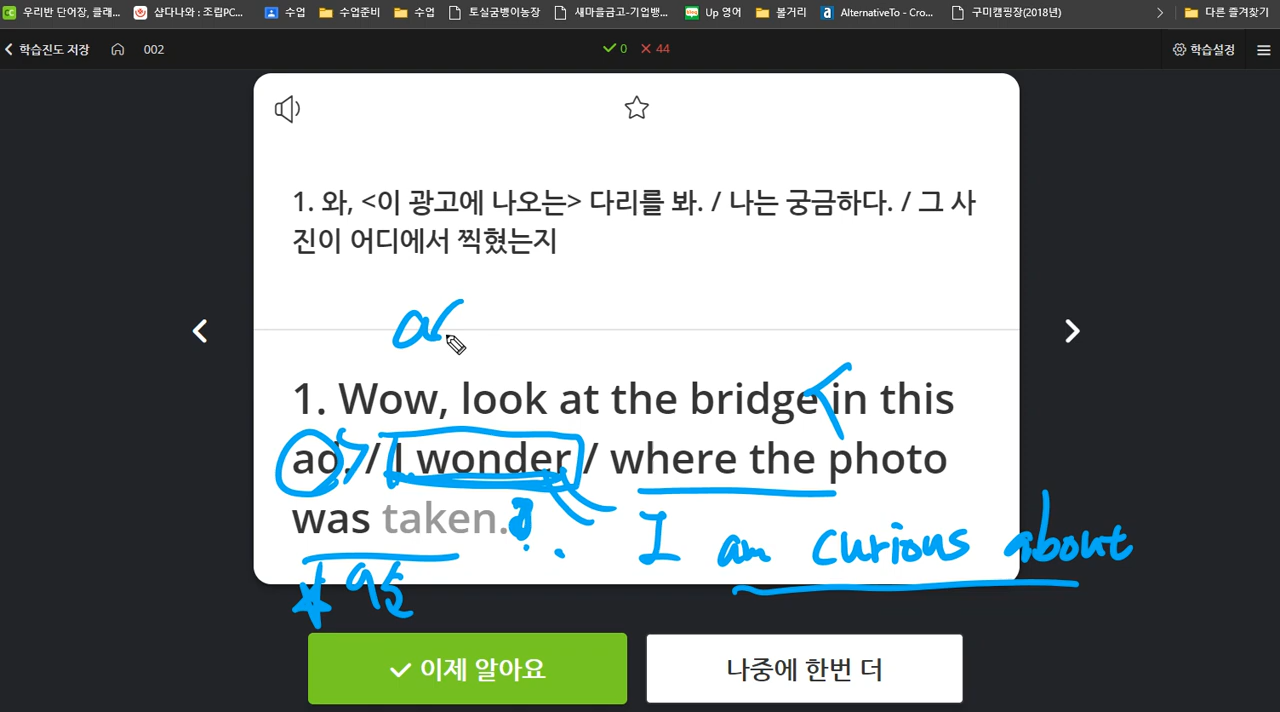 우리반 단어장, 클래... 샵다나와 : 조립PC... 수업 수업준비 수업 토실굼벵이농장 새마을금고-기업뱅... Up 영어 볼거리 AlternativeTo - Cro... 구미캠핑장(2018년) 다른 즐겨찾기
학습진도 저장 002 0 44 학습설정
1. 와, <이 광고에 나오는> 다리를 봐. / 나는 궁금하다. / 그 사
진이 어디에서 찍혔는지
1. Wow, look at the bridge in this
ad. / I wonder / where the photo
was taken.
I am curious about
이제 알아요 나중에 한번 더